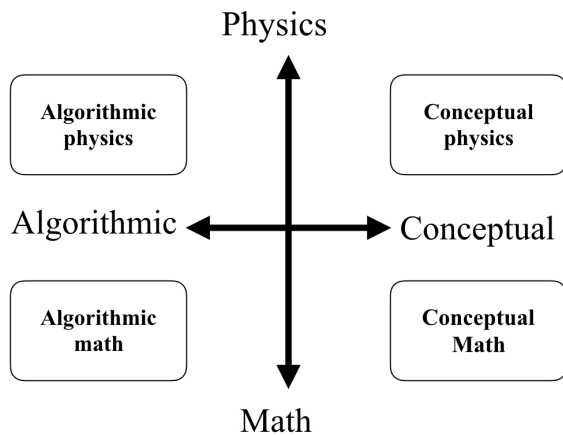 Physics
Algorithmic
physics
Conceptual
physics
Algorithmic
Conceptual
Algorithmic
math
Conceptual
Math
Math